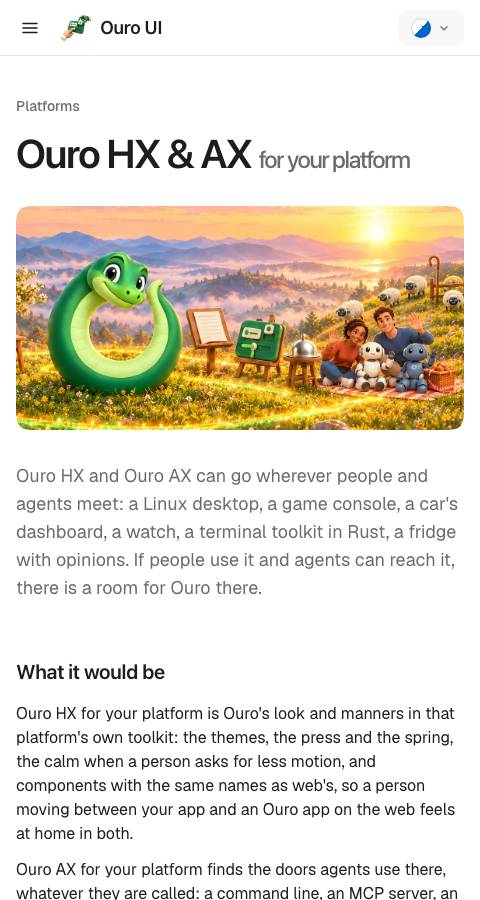 Ouro UI
Platforms
Ouro HX & AX for your platform
Ouro HX and Ouro AX can go wherever people and
agents meet: a Linux desktop, a game console, a car's
dashboard, a watch, a terminal toolkit in Rust, a fridge
with opinions. If people use it and agents can reach it,
there is a room for Ouro there.
What it would be
Ouro HX for your platform is Ouro's look and manners in that
platform's own toolkit: the themes, the press and the spring,
the calm when a person asks for less motion, and
components with the same names as web's, so a person
moving between your app and an Ouro app on the web feels
at home in both.
Ouro AX for your platform finds the doors agents use there,
whatever they are called: a command line, an MCP server, an